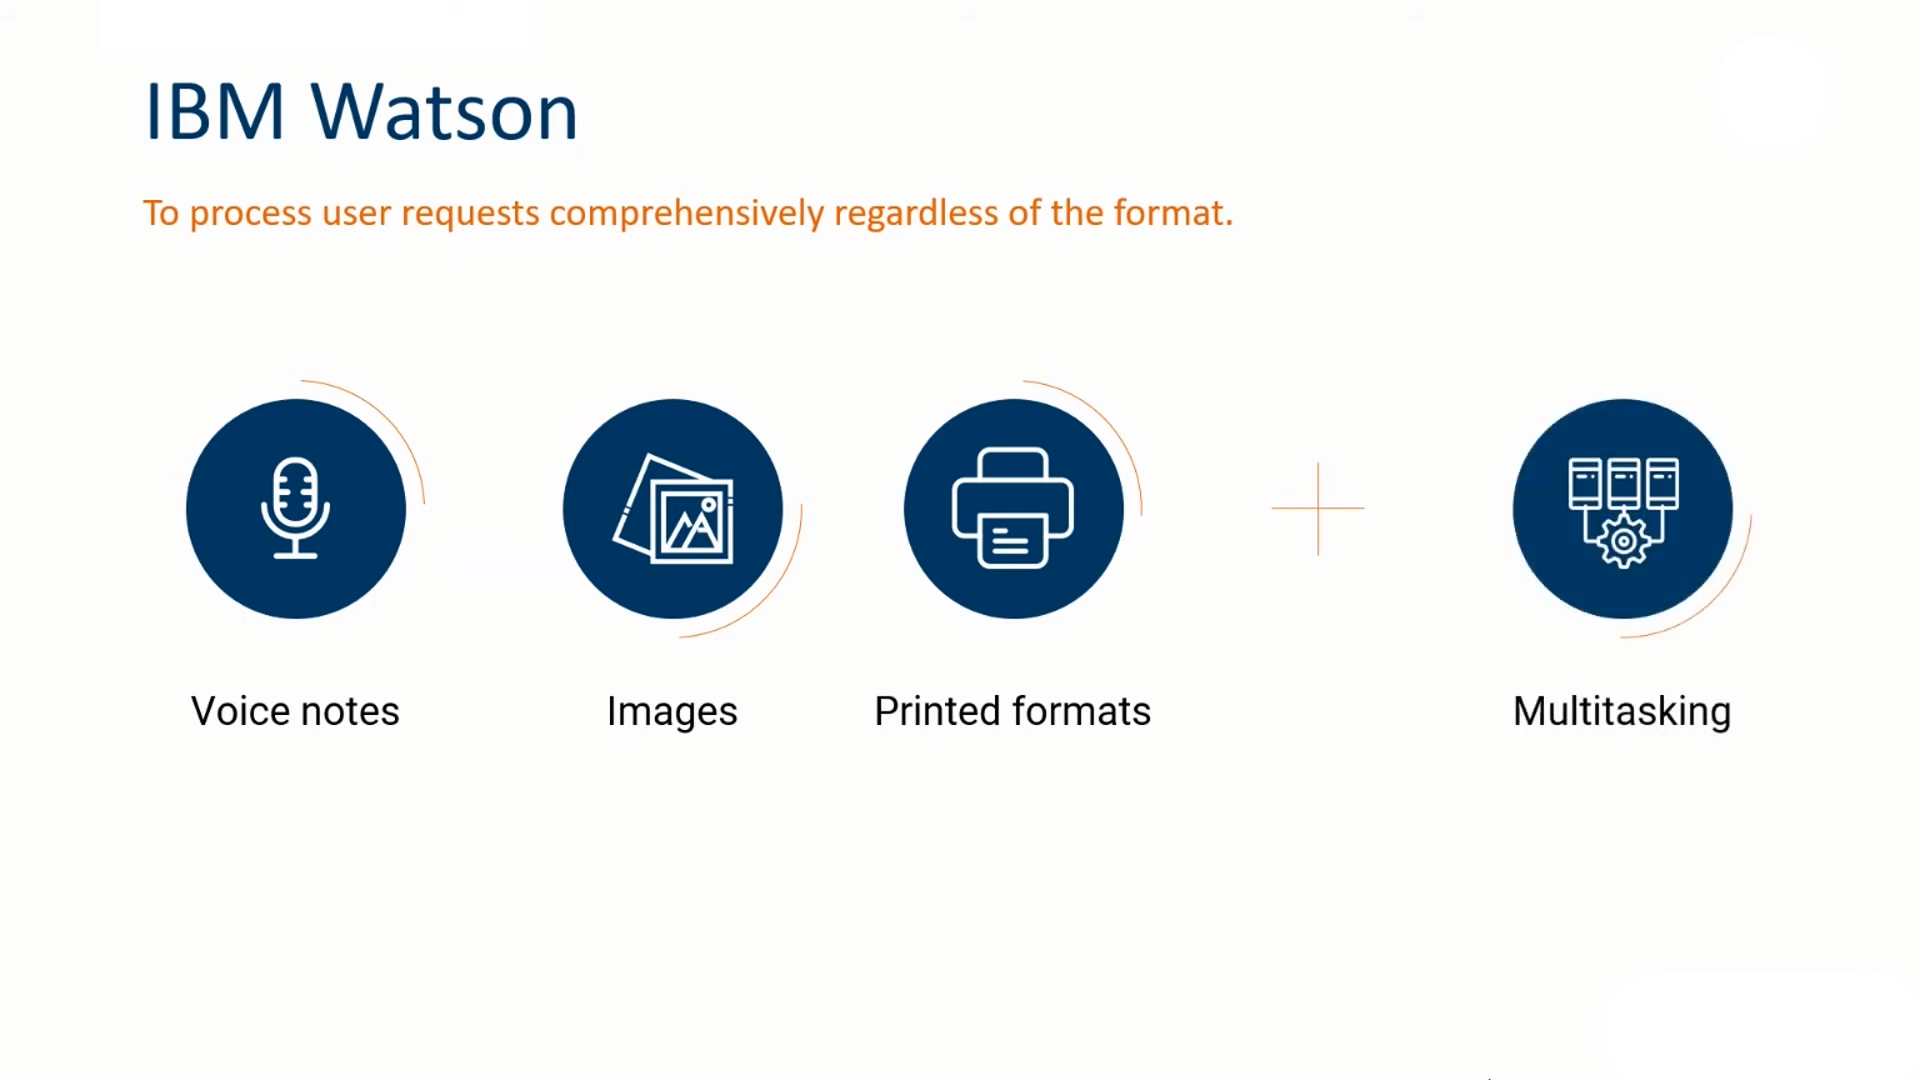 IBM Watson
To process user requests comprehensively regardless of the format.
Voice notes
Images
Printed formats
Multitasking